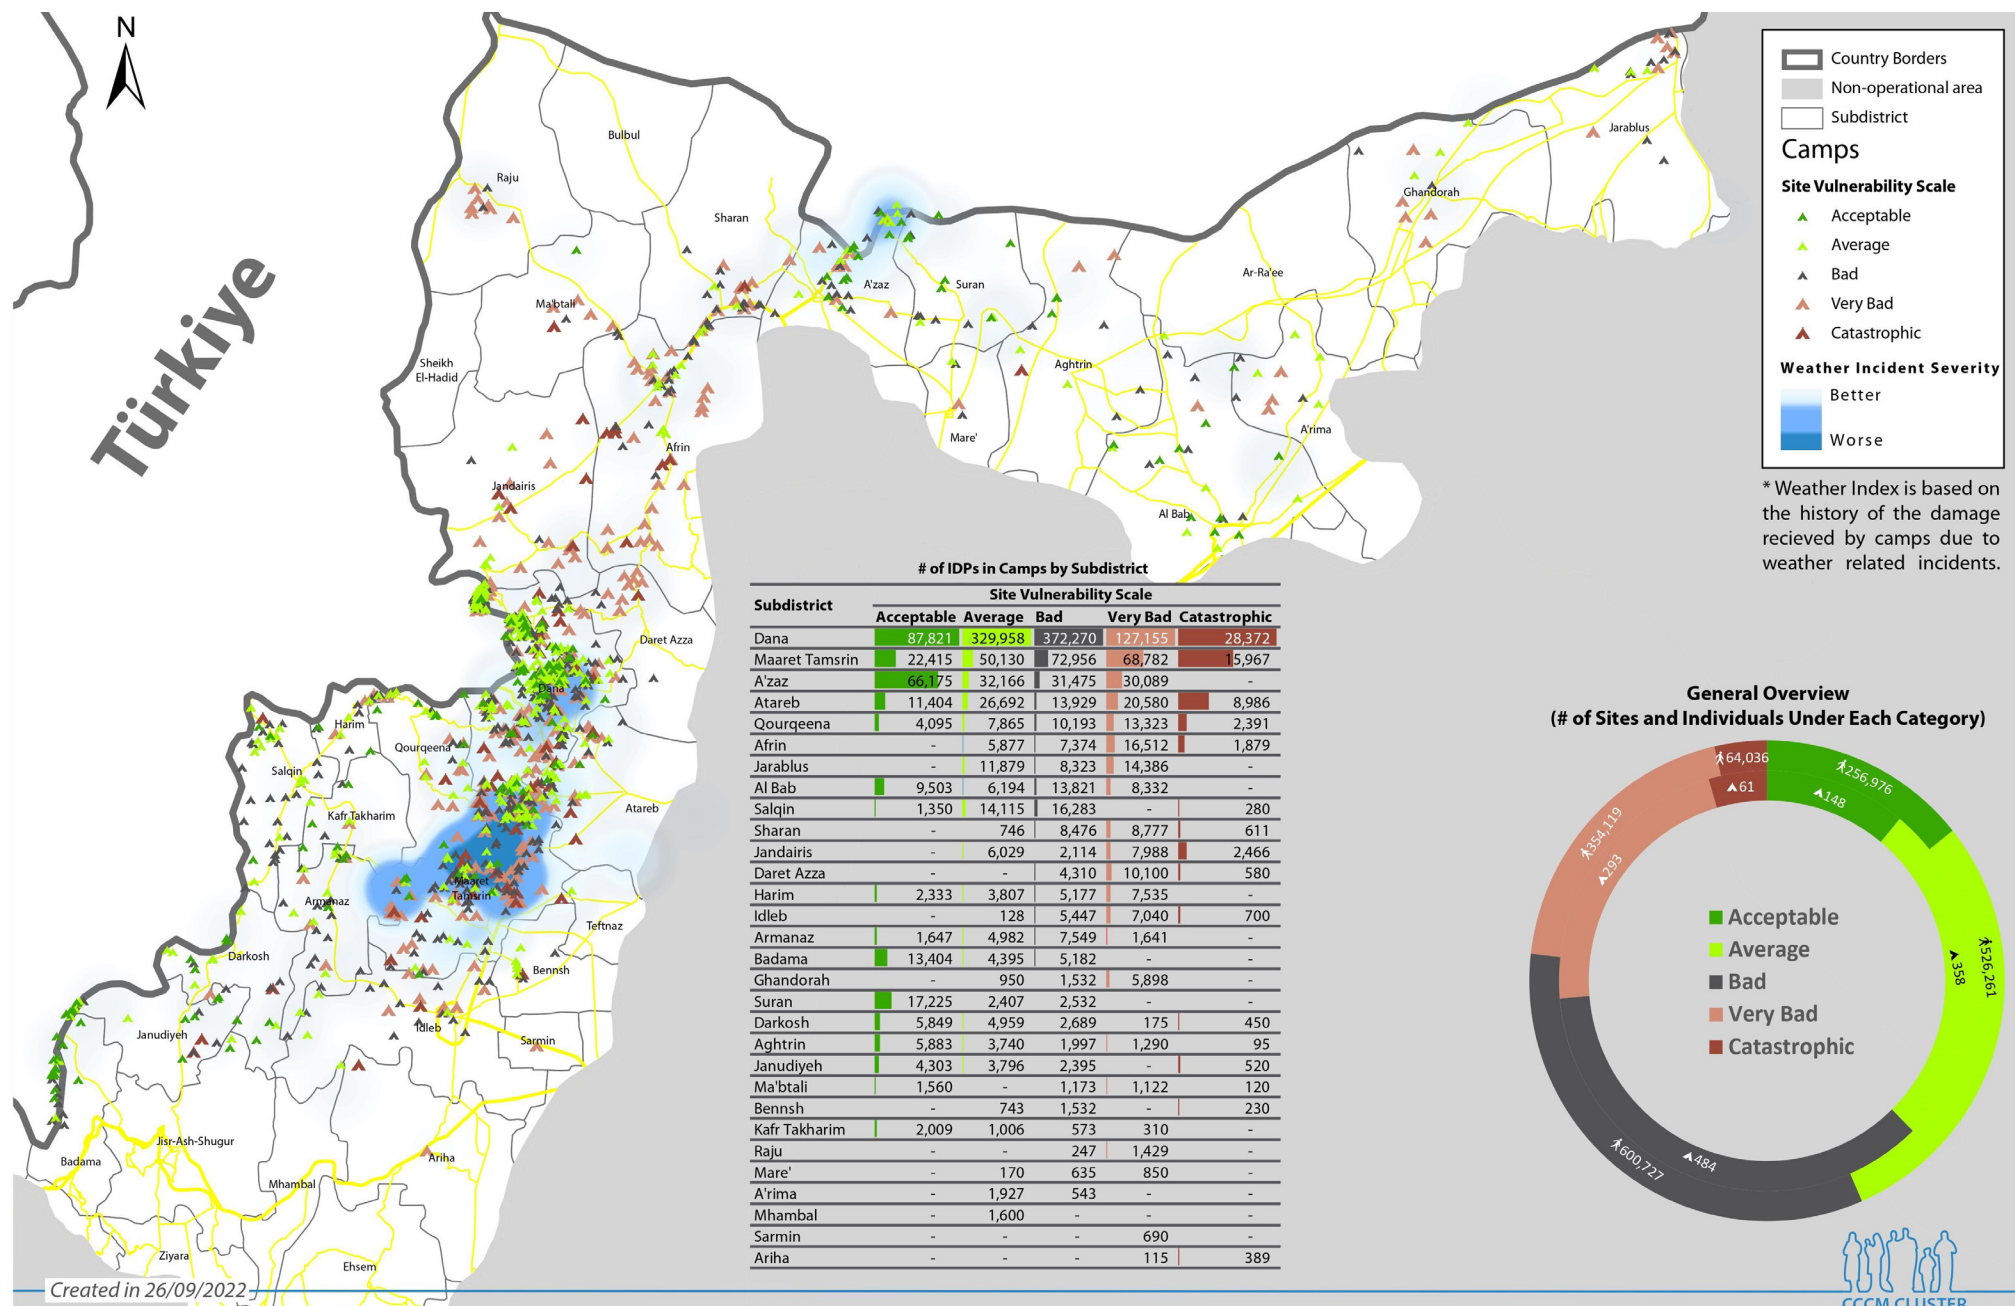 N
Türkiye
Bulbul
Raju
Sharan
Ma'btali
Sheikh
El-Hadid
A'zaz
Suran
Ar-Ra'ee
Ghandorah
Jarablus
Aghtrin
Mare'
A'rima
Al Bab
Afrin
Jandairis
Daret Azza
Dana
Harim
Qourqeena
Salqin
Kafr Takharim
Atareb
Maaret
Tamsrin
Armanaz
Teftnaz
Darkosh
Bennsh
Janudiyeh
Idleb
Sarmin
Jisr-Ash-Shugur
Badama
Ariha
Mhambal
Ziyara
Ehsem
Created in 26/09/2022
Country Borders
Non-operational area
Subdistrict
Camps
Site Vulnerability Scale
Acceptable
Average
Bad
Very Bad
Catastrophic
Weather Incident Severity
Better
Worse
* Weather Index is based on
the history of the damage
recieved by camps due to
weather related incidents.
# of IDPs in Camps by Subdistrict
Subdistrict Site Vulnerability Scale
Acceptable Average Bad Very Bad Catastrophic
Dana 87,821 329,958 372,270 127,155 28,372
Maaret Tamsrin 22,415 50,130 72,956 68,782 15,967
A'zaz 66,175 32,166 31,475 30,089 -
Atareb 11,404 26,692 13,929 20,580 8,986
Qourqeena 4,095 7,865 10,193 13,323 2,391
Afrin - 5,877 7,374 16,512 1,879
Jarablus - 11,879 8,323 14,386 -
Al Bab 9,503 6,194 13,821 8,332 -
Salqin 1,350 14,115 16,283 - 280
Sharan - 746 8,476 8,777 611
Jandairis - 6,029 2,114 7,988 2,466
Daret Azza - - 4,310 10,100 580
Harim 2,333 3,807 5,177 7,535 -
Idleb - 128 5,447 7,040 700
Armanaz 1,647 4,982 7,549 1,641 -
Badama 13,404 4,395 5,182 - -
Ghandorah - 950 1,532 5,898 -
Suran 17,225 2,407 2,532 - -
Darkosh 5,849 4,959 2,689 175 450
Aghtrin 5,883 3,740 1,997 1,290 95
Janudiyeh 4,303 3,796 2,395 - 520
Ma'btali 1,560 - 1,173 1,122 120
Bennsh - 743 1,532 - 230
Kafr Takharim 2,009 1,006 573 310 -
Raju - - 247 1,429 -
Mare' - 170 635 850 -
A'rima - 1,927 543 - -
Mhambal - 1,600 - - -
Sarmin - - - 690 -
Ariha - - - 115 389
General Overview
(# of Sites and Individuals Under Each Category)
64,036
61
256,976
148
354,119
293
526,261
358
600,727
484
Acceptable
Average
Bad
Very Bad
Catastrophic
CCCM CLUSTER